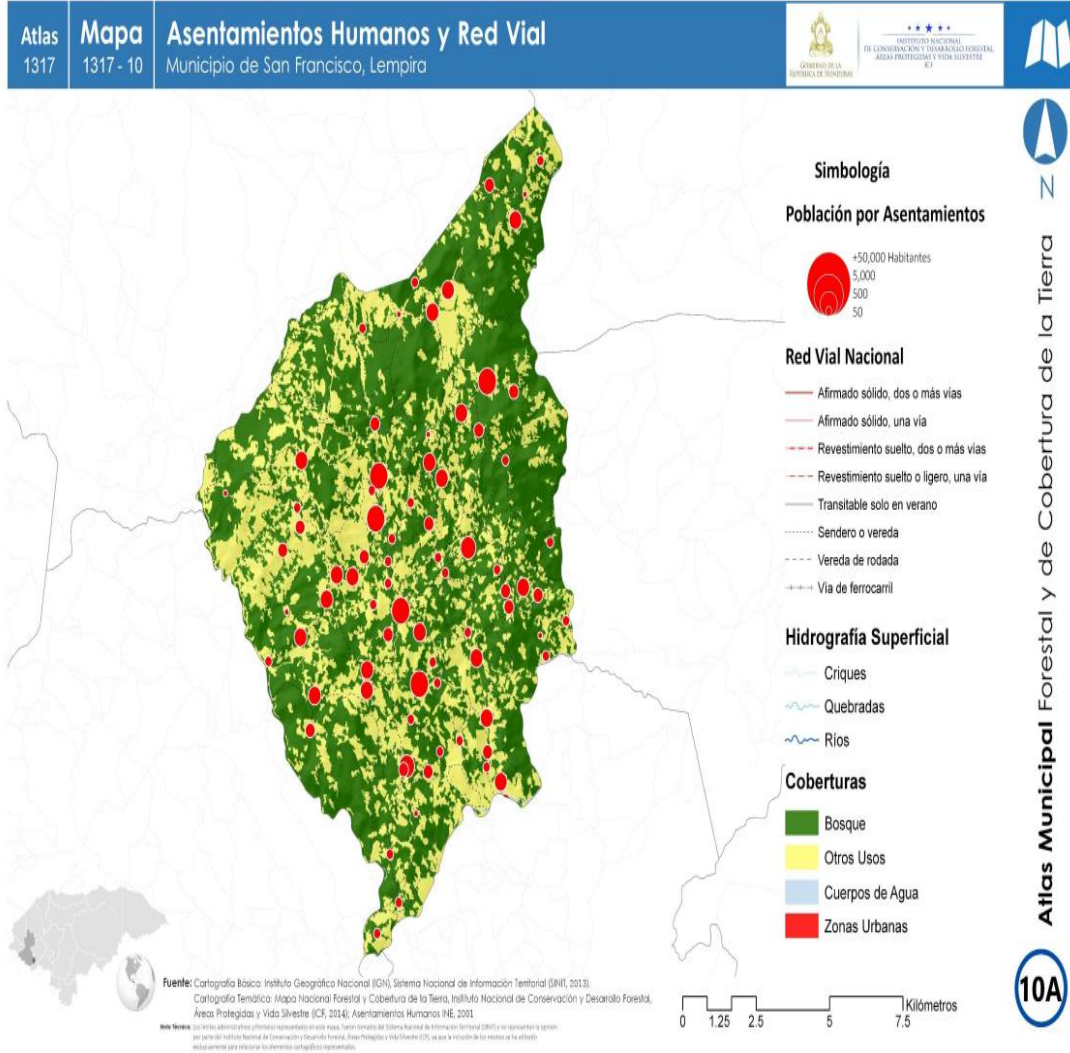 Atlas
1317
Mapa
1317 - 10
Asentamientos Humanos y Red Vial
Municipio de San Francisco, Lempira
GOBIERNO DE LA
REPÚBLICA DE HONDURAS
INSTITUTO NACIONAL
DE CONSERVACIÓN Y DESARROLLO FORESTAL,
ÁREAS PROTEGIDAS Y VIDA SILVESTRE
ICF
N
Simbología
Población por Asentamientos
+50,000 Habitantes
5,000
500
50
Red Vial Nacional
Afirmado sólido, dos o más vías
Afirmado sólido, una vía
Revestimiento suelto, dos o más vías
Revestimiento suelto o ligero, una vía
Transitable solo en verano
Sendero o vereda
Vereda de rodada
Via de ferrocarril
Hidrografía Superficial
Criques
Quebradas
Ríos
Coberturas
Bosque
Otros Usos
Cuerpos de Agua
Zonas Urbanas
Atlas Municipal Forestal y de Cobertura de la Tierra
10A
Kilómetros
0 1.25 2.5 5 7.5
Fuente: Cartografía Básica: Instituto Geográfico Nacional (IGN), Sistema Nacional de Información Territorial (SINIT, 2013).
Cartografía Temática: Mapa Nacional Forestal y Cobertura de la Tierra, Instituto Nacional de Conservación y Desarrollo Forestal,
Áreas Protegidas y Vida Silvestre (ICF, 2014); Asentamientos Humanos INE, 2001